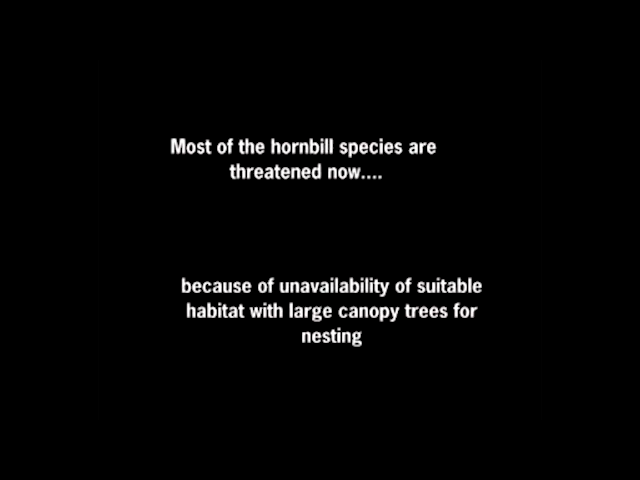 Most of the hornbill species are
threatened now....
because of unavailability of suitable
habitat with large canopy trees for
nesting